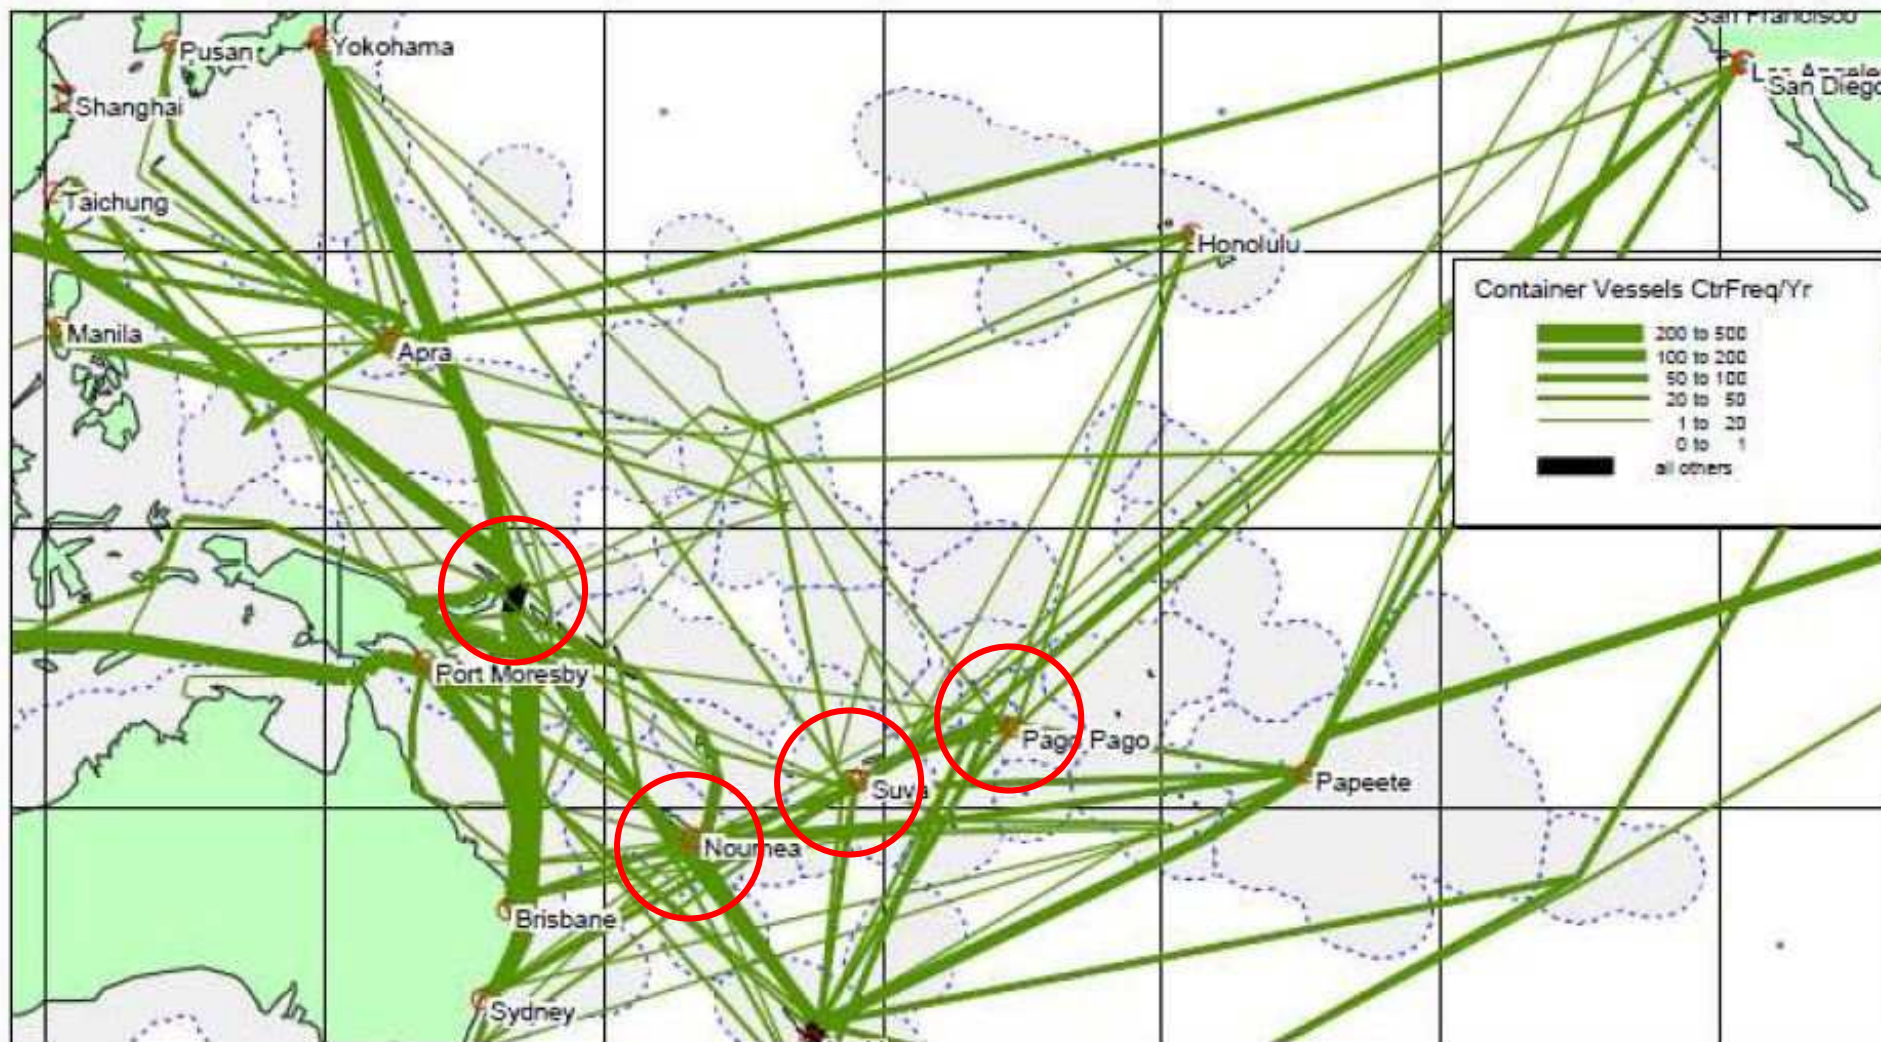 San Francisco
Pusan
Yokohama
San Diego
Shanghai
Taichung
Honolulu
Manila
Apra
Container Vessels CtrFreq/Yr
200 to 500
100 to 200
50 to 100
20 to 50
1 to 20
0 to 1
all others
Port Moresby
Pago Pago
Suva
Papeete
Noumea
Brisbane
Sydney